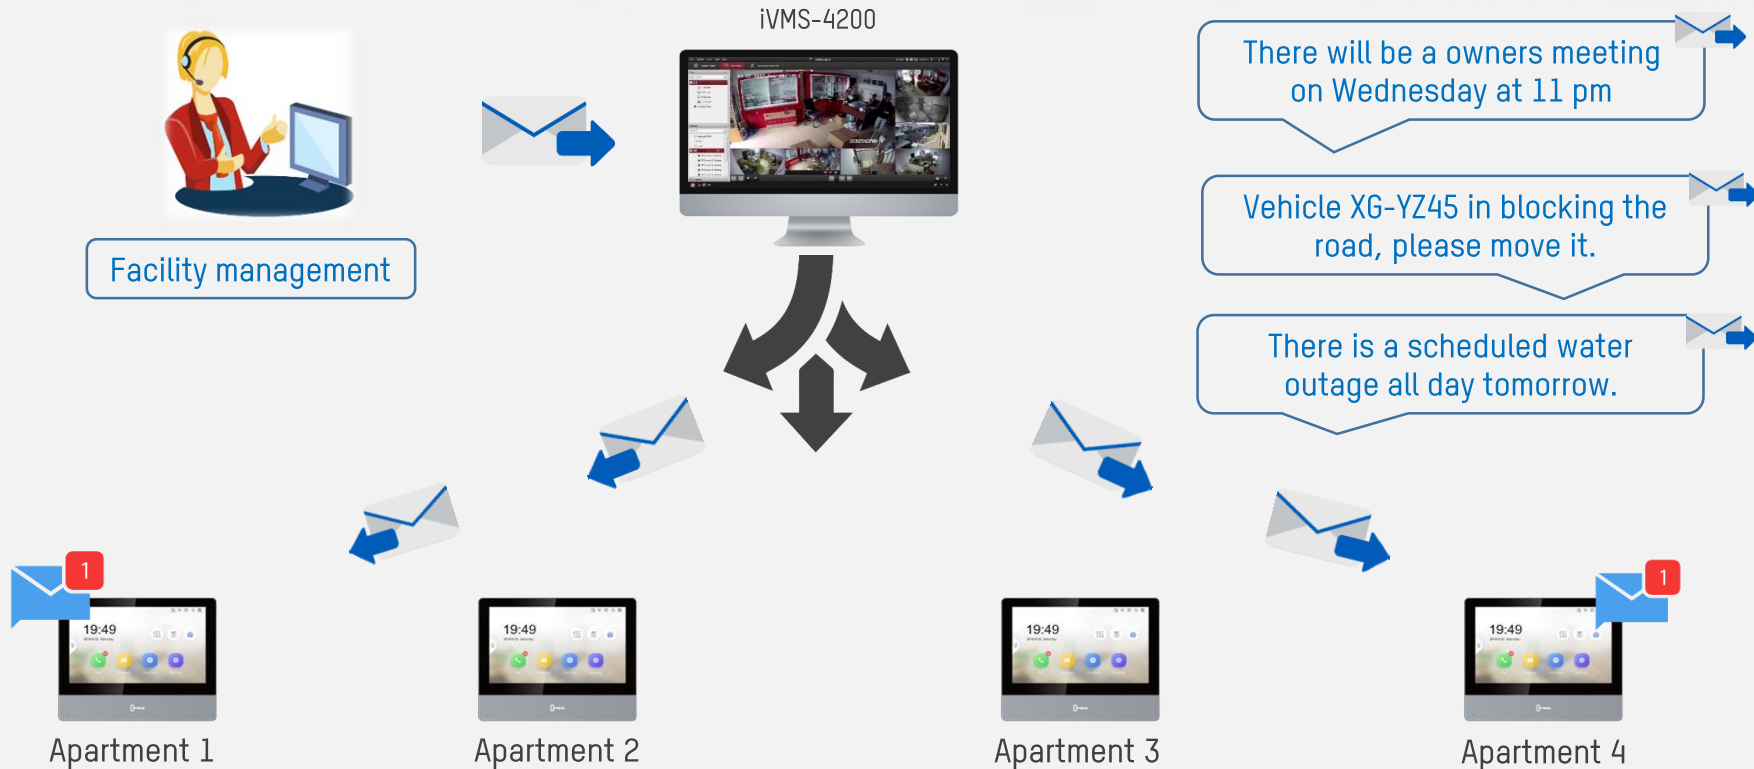 iVMS-4200
There will be a owners meeting
on Wednesday at 11 pm
Vehicle XG-YZ45 in blocking the
road, please move it.
Facility management
There is a scheduled water
outage all day tomorrow.
1
1
19:49
19:49
19:49
19:49
Apartment 1
Apartment 2
Apartment 3
Apartment 4